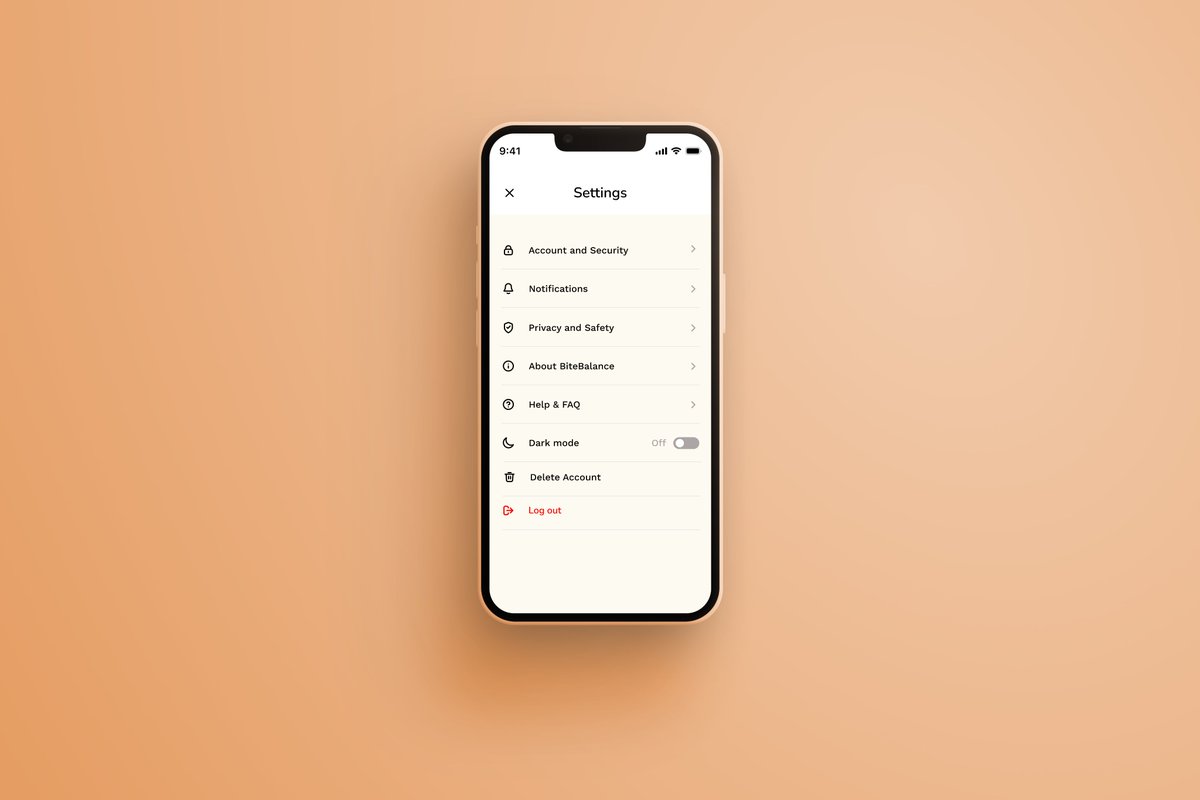 9:41
Settings
Account and Security
Notifications
Privacy and Safety
About BiteBalance
Help & FAQ
Dark mode Off
Delete Account
Log out